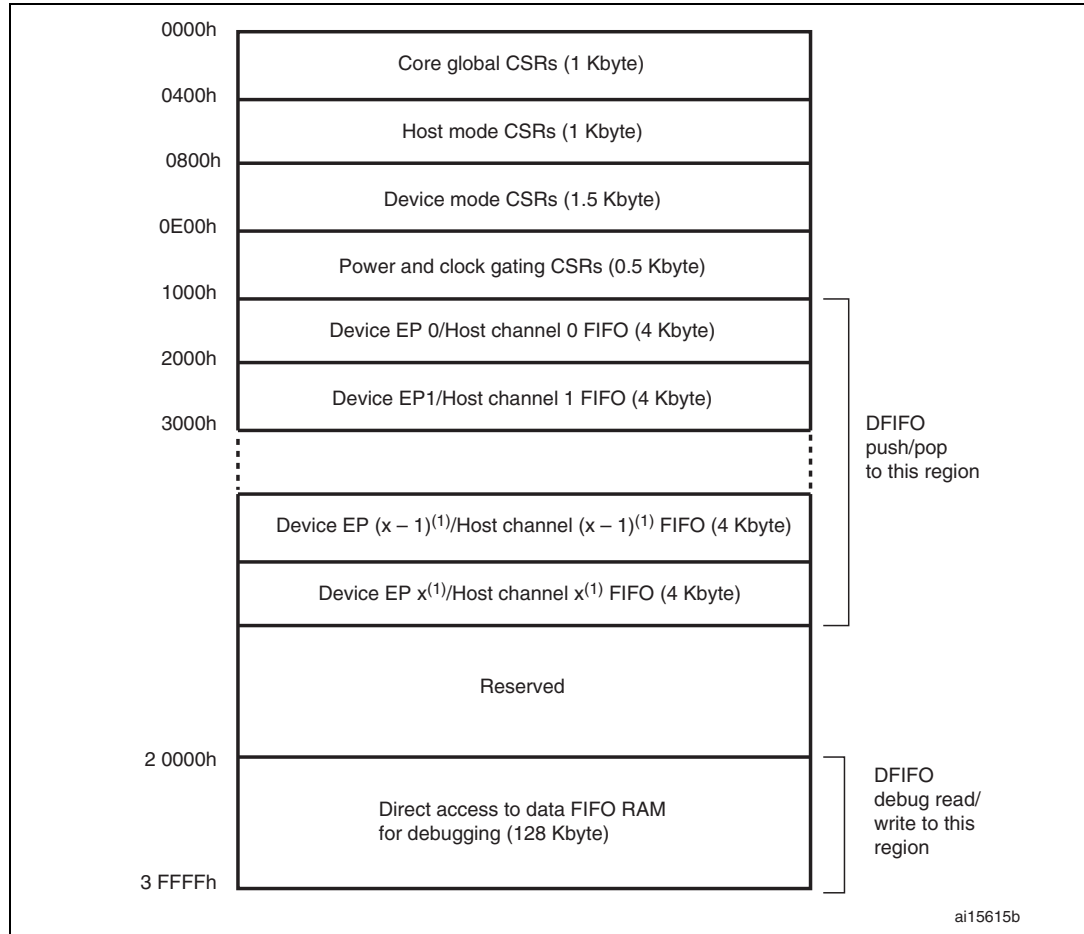 0000h
Core global CSRs (1 Kbyte)
0400h
Host mode CSRs (1 Kbyte)
0800h
Device mode CSRs (1.5 Kbyte)
0E00h
Power and clock gating CSRs (0.5 Kbyte)
1000h
Device EP 0/Host channel 0 FIFO (4 Kbyte)
2000h
Device EP1/Host channel 1 FIFO (4 Kbyte)
3000h
DFIFO
push/pop
to this region
Device EP (x – 1)(1)/Host channel (x – 1)(1) FIFO (4 Kbyte)
Device EP x(1)/Host channel x(1) FIFO (4 Kbyte)
Reserved
2 0000h
Direct access to data FIFO RAM
for debugging (128 Kbyte)
DFIFO
debug read/
write to this
region
3 FFFFh
ai15615b